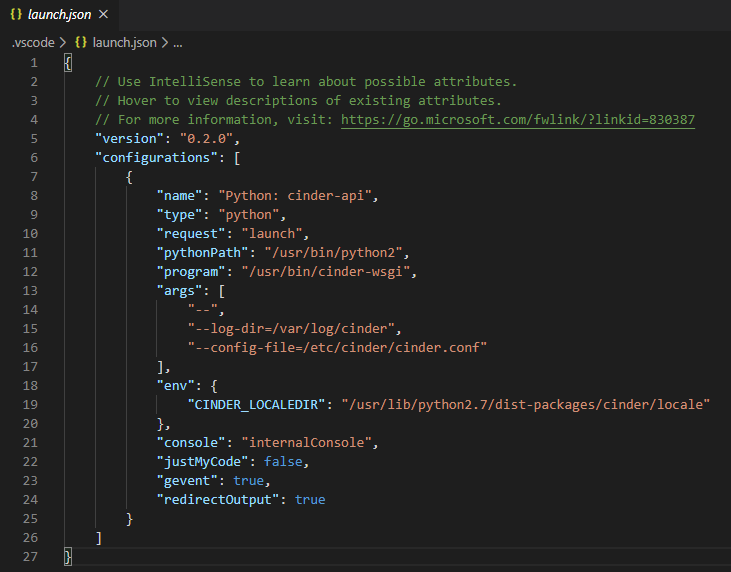 {} launch.json ×
.vscode > {} launch.json > ...
1 {
2     // Use IntelliSense to learn about possible attributes.
3     // Hover to view descriptions of existing attributes.
4     // For more information, visit: https://go.microsoft.com/fwlink/?linkid=830387
5     "version": "0.2.0",
6     "configurations": [
7         {
8             "name": "Python: cinder-api",
9             "type": "python",
10             "request": "launch",
11             "pythonPath": "/usr/bin/python2",
12             "program": "/usr/bin/cinder-wsgi",
13             "args": [
14                 "--",
15                 "--log-dir=/var/log/cinder",
16                 "--config-file=/etc/cinder/cinder.conf"
17             ],
18             "env": {
19                 "CINDER_LOCALEDIR": "/usr/lib/python2.7/dist-packages/cinder/locale"
20             },
21             "console": "internalConsole",
22             "justMyCode": false,
23             "gevent": true,
24             "redirectOutput": true
25         }
26     ]
27 }